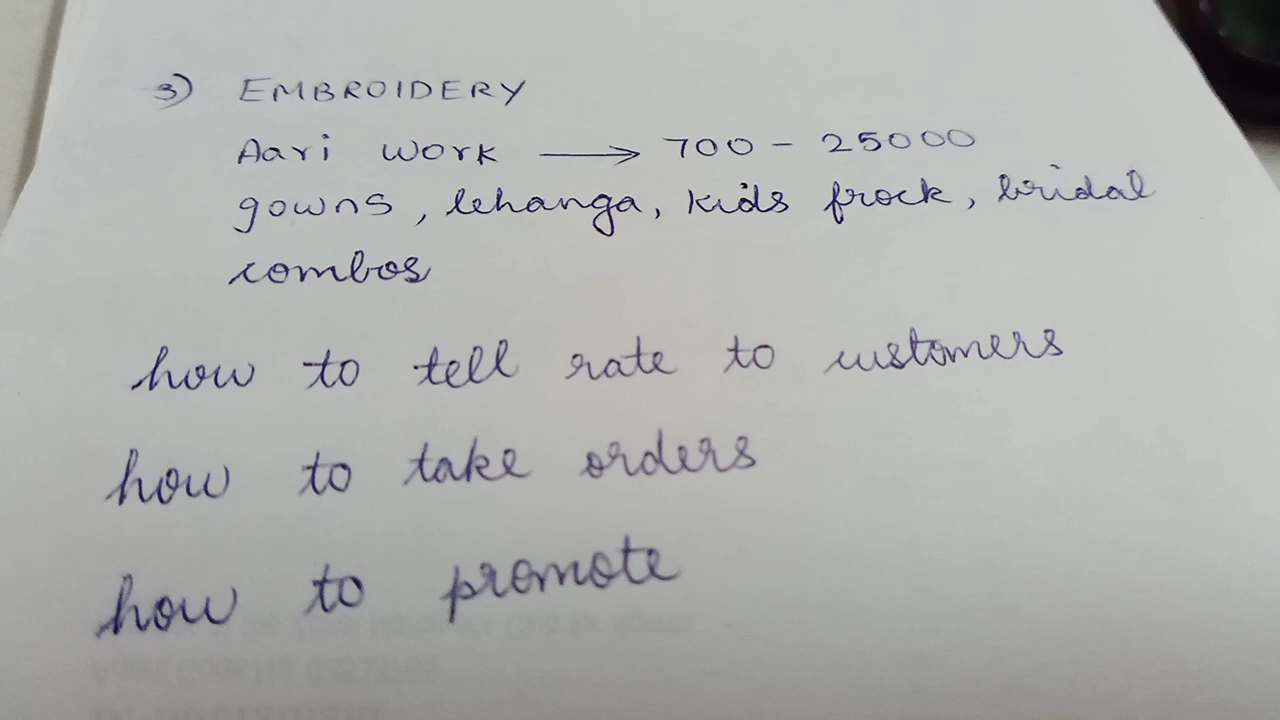 3) EMBROIDERY
Aari work → 700 - 25000
gowns, lehanga, kids frock, bridal
combos
how to tell rate to customers
how to take orders
how to promote